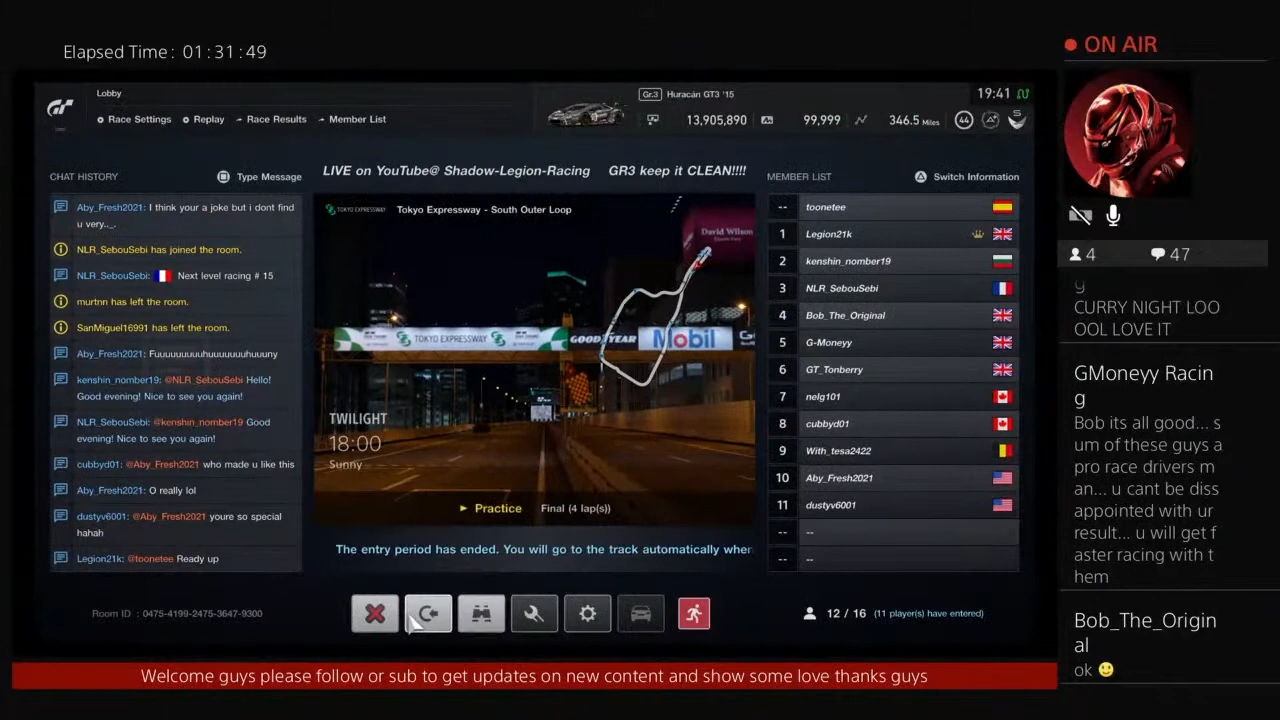 Elapsed Time: 01:31:49
ON AIR
Lobby
Race Settings
Replay
Race Results
Member List
Gr.3 Huracán GT3 '15
13,905,890
99,999
346.5 Miles
44
19:41
LIVE on YouTube@ Shadow-Legion-Racing GR3 keep it CLEAN!!!!
CHAT HISTORY
Type Message
Aby_Fresh2021: I think your a joke but i dont find
u very.._.
NLR_SebouSebi has joined the room.
NLR_SebouSebi: Next level racing # 15
murtnn has left the room.
SanMiguel16991 has left the room.
Aby_Fresh2021: Fuuuuuuuuuhuuuuuuuhuuuny
kenshin_nomber19: @NLR_SebouSebi Hello!
Good evening! Nice to see you again!
NLR_SebouSebi: @kenshin_nomber19 Good
evening! Nice to see you again!
cubbyd01: @Aby_Fresh2021 who made u like this
Aby_Fresh2021: O really lol
dustyv6001: @Aby_Fresh2021 youre so special
hahah
Legion21k: @toonetee Ready up
TOKYO EXPRESSWAY
Tokyo Expressway - South Outer Loop
David Wilson
TOKYO EXPRESSWAY
GOODYEAR
Mobil
TWILIGHT
18:00
Sunny
Practice
Final (4 lap(s))
The entry period has ended. You will go to the track automatically wher
MEMBER LIST
Switch Information
-- toonetee
1 Legion21k
2 kenshin_nomber19
3 NLR_SebouSebi
4 Bob_The_Original
5 G-Moneyy
6 GT_Tonberry
7 nelg101
8 cubbyd01
9 With_tesa2422
10 Aby_Fresh2021
11 dustyv6001
-- --
-- --
Room ID : 0475-4199-2475-3647-9300
12 / 16 (11 player(s) have entered)
4
47
g
CURRY NIGHT LOO
OOL LOVE IT
GMoneyy Racin
g
Bob its all good... s
um of these guys a
pro race drivers m
an... u cant be diss
appointed with ur
result... u will get f
aster racing with t
hem
Bob_The_Origin
al
ok 🙂
Welcome guys please follow or sub to get updates on new content and show some love thanks guys